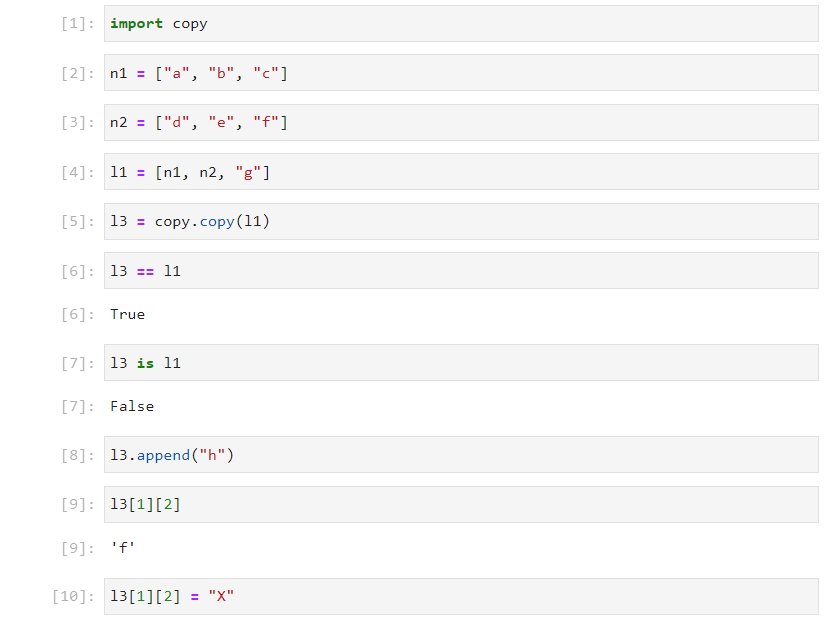 [1]: import copy
[2]: n1 = ["a", "b", "c"]
[3]: n2 = ["d", "e", "f"]
[4]: l1 = [n1, n2, "g"]
[5]: l3 = copy.copy(l1)
[6]: l3 == l1
[6]: True
[7]: l3 is l1
[7]: False
[8]: l3.append("h")
[9]: l3[1][2]
[9]: 'f'
[10]: l3[1][2] = "X"